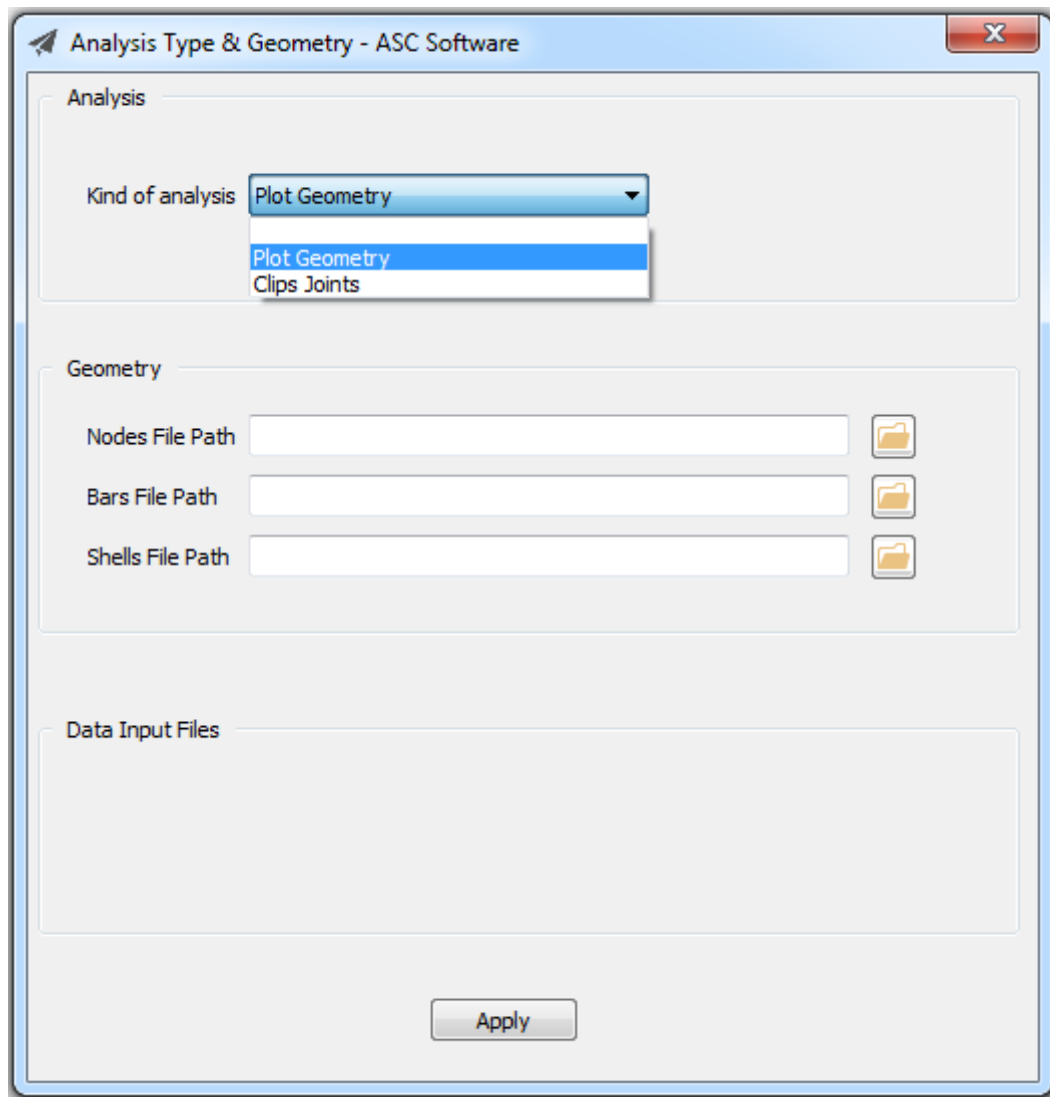 Analysis Type & Geometry - ASC Software
Analysis
Kind of analysis Plot Geometry
Plot Geometry
Clips Joints
Geometry
Nodes File Path
Bars File Path
Shells File Path
Data Input Files
Apply